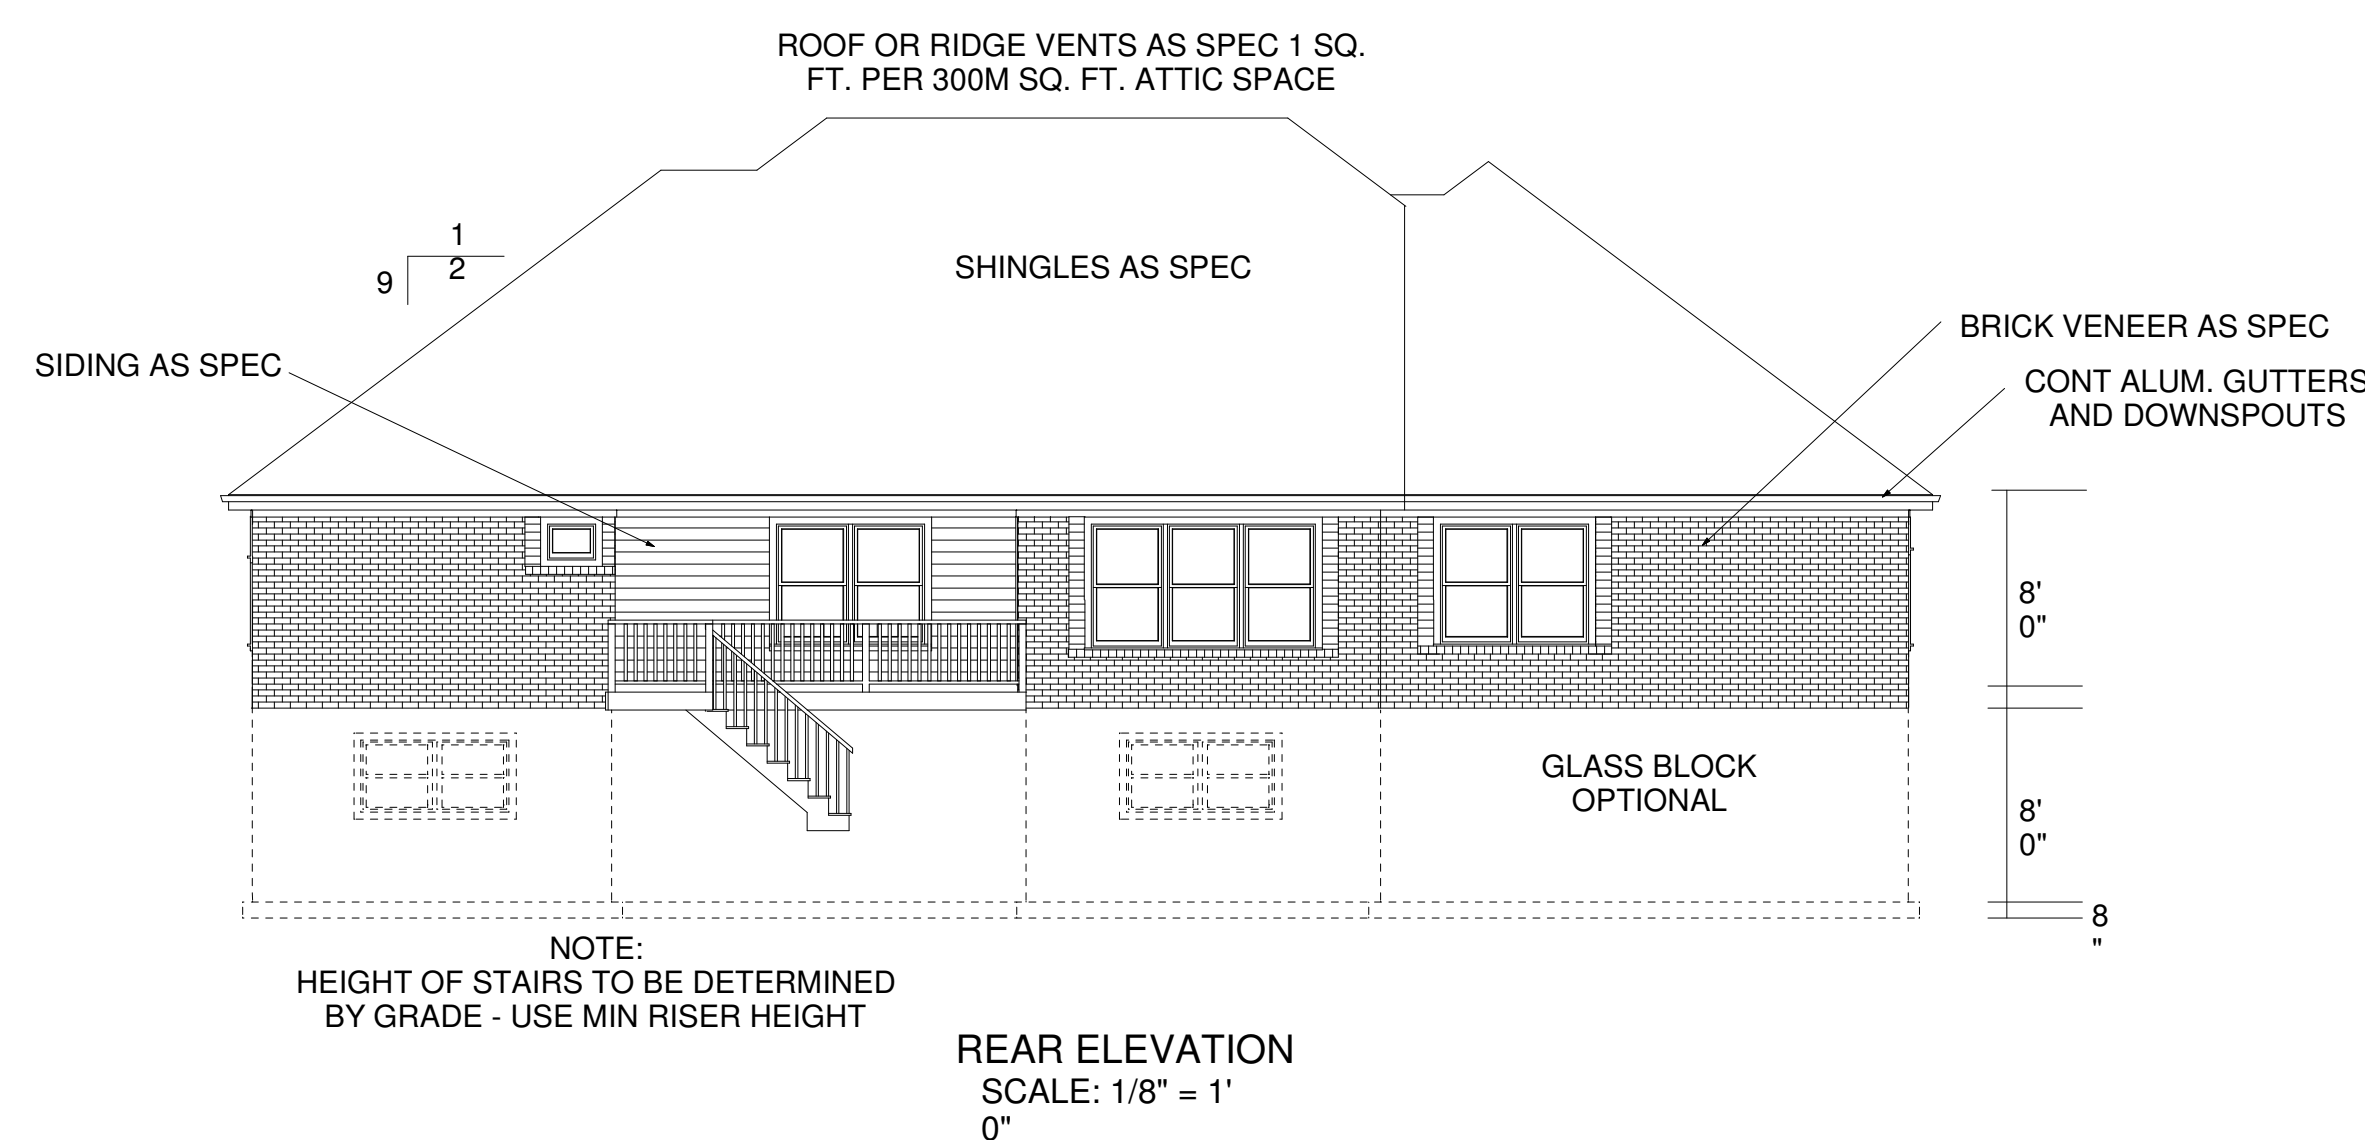 ROOF OR RIDGE VENTS AS SPEC 1 SQ.
FT. PER 300M SQ. FT. ATTIC SPACE
1
2
9
SHINGLES AS SPEC
SIDING AS SPEC
BRICK VENEER AS SPEC
CONT ALUM. GUTTERS
AND DOWNSPOUTS
8'
0"
GLASS BLOCK
OPTIONAL
8'
0"
8
"
NOTE:
HEIGHT OF STAIRS TO BE DETERMINED
BY GRADE - USE MIN RISER HEIGHT
REAR ELEVATION
SCALE: 1/8" = 1'
0"